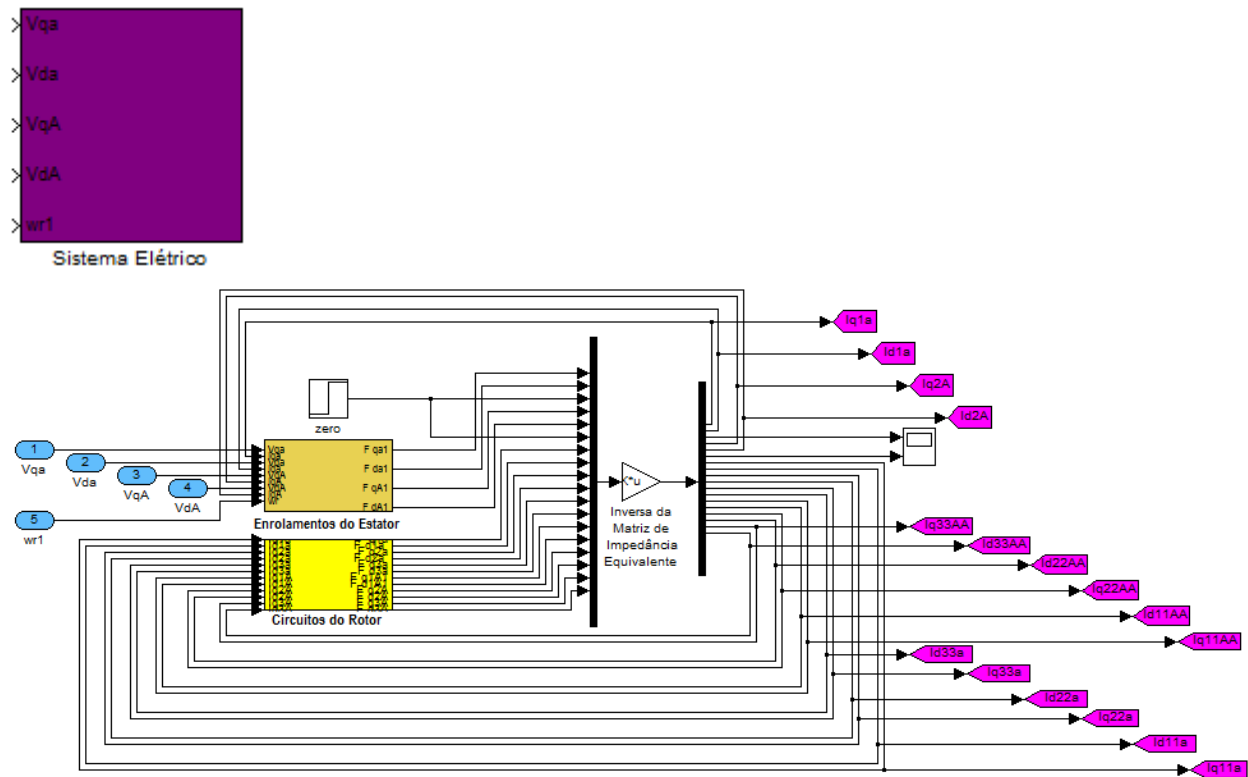 Vqa
Vda
VqA
VdA
wr1
Sistema Elétrico
Iq1a
Id1a
Iq2A
Id2A
zero
1
Vqa
2
Vda
3
VqA
4
VdA
5
wr1
Vqa
wr
F qa1
F da1
F qA1
F dA1
Enrolamentos do Estator
Circuitos do Rotor
K*u
Inversa da
Matriz de
Impedância
Equivalente
Iq33AA
Id33AA
Id22AA
Iq22AA
Id11AA
Iq11AA
Id33a
Iq33a
Id22a
Iq22a
Id11a
Iq11a